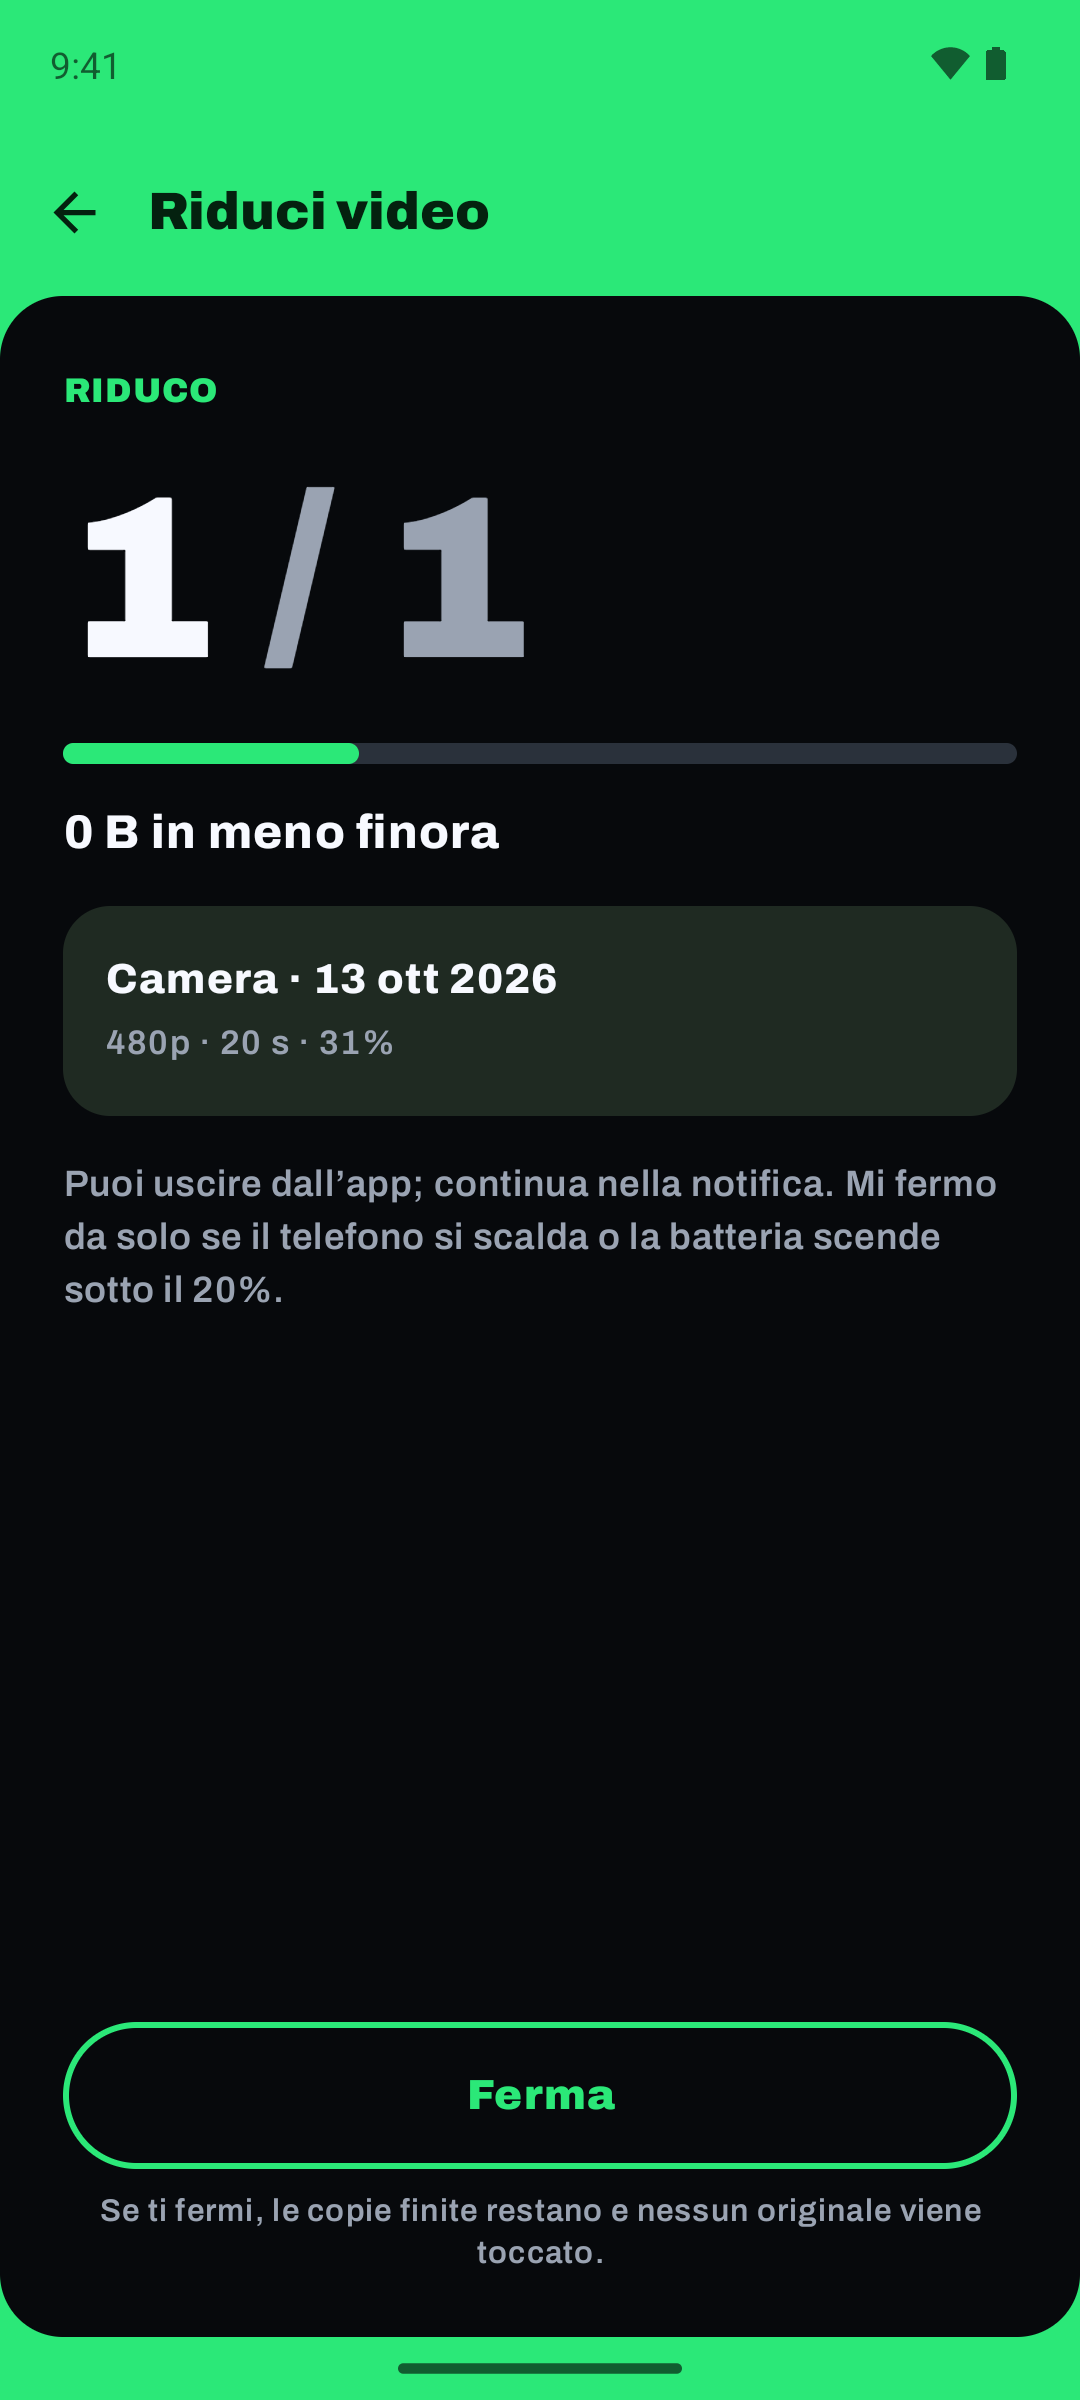 9:41
Riduci video
RIDUCO
1 / 1
0 B in meno finora
Camera · 13 ott 2026
480p · 20 s · 31%
Puoi uscire dall’app; continua nella notifica. Mi fermo
da solo se il telefono si scalda o la batteria scende
sotto il 20%.
Ferma
Se ti fermi, le copie finite restano e nessun originale viene
toccato.